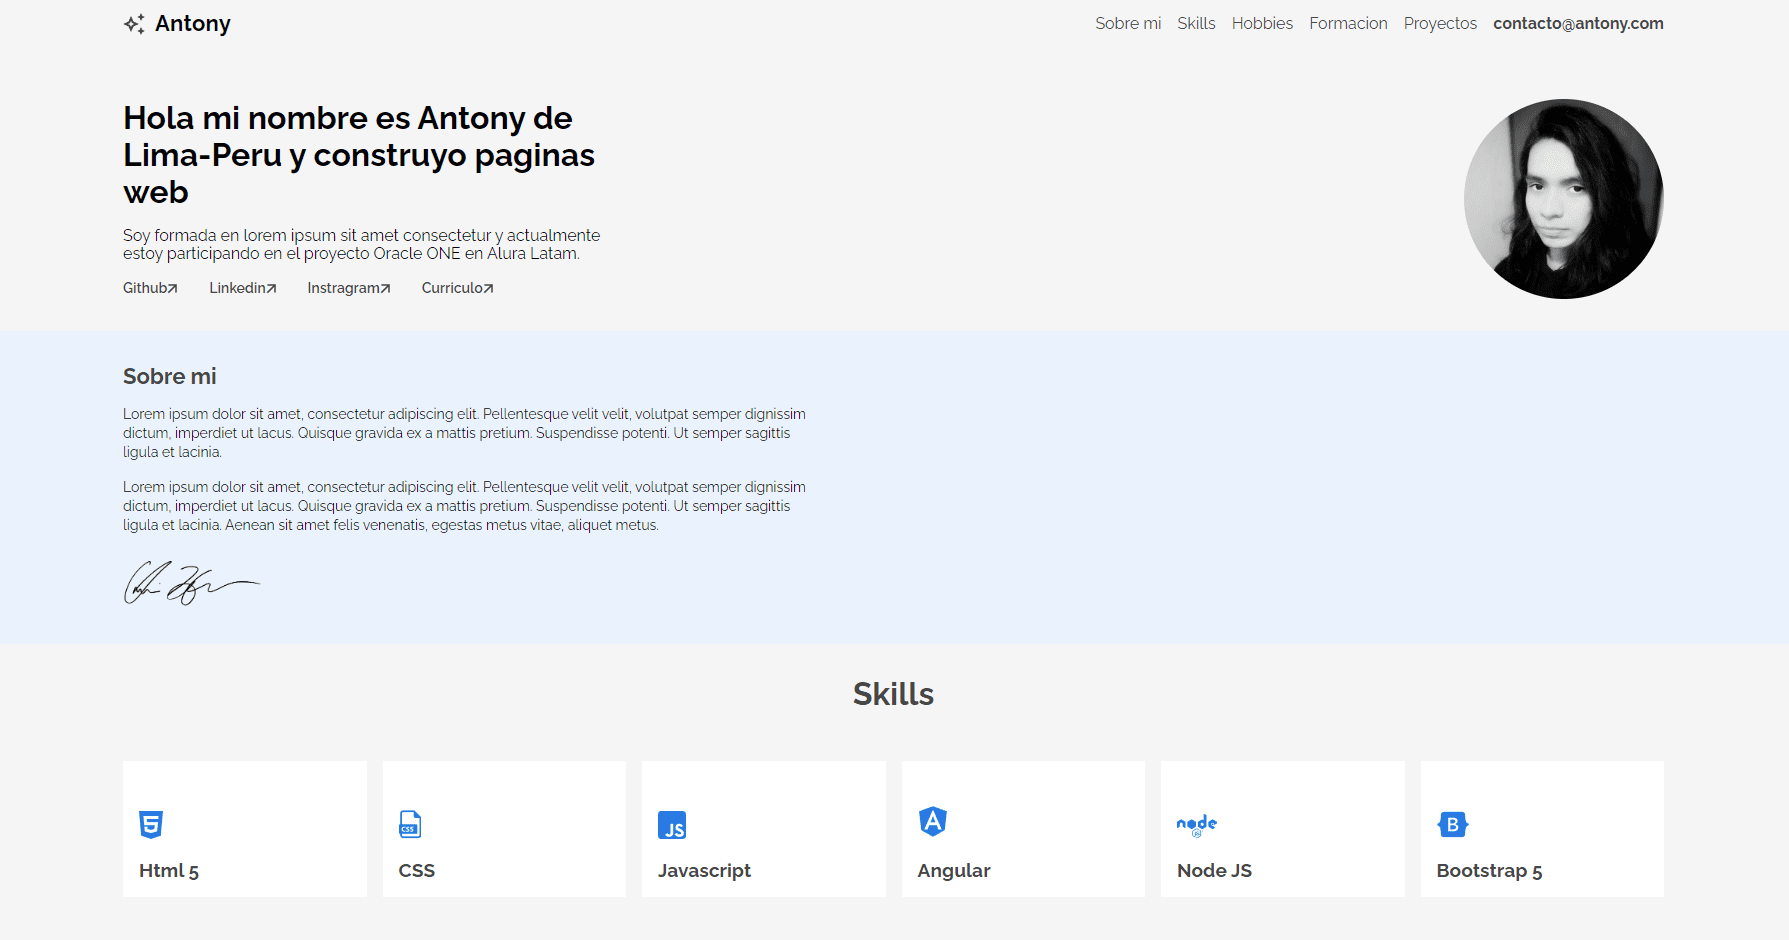 Antony
Sobre mi Skills Hobbies Formacion Proyectos contacto@antony.com
Hola mi nombre es Antony de
Lima-Peru y construyo paginas
web
Soy formada en lorem ipsum sit amet consectetur y actualmente
estoy participando en el proyecto Oracle ONE en Alura Latam.
Github Linkedin Instragram Curriculo
Sobre mi
Lorem ipsum dolor sit amet, consectetur adipiscing elit. Pellentesque velit velit, volutpat semper dignissim
dictum, imperdiet ut lacus. Quisque gravida ex a mattis pretium. Suspendisse potenti. Ut semper sagittis
ligula et lacinia.
Lorem ipsum dolor sit amet, consectetur adipiscing elit. Pellentesque velit velit, volutpat semper dignissim
dictum, imperdiet ut lacus. Quisque gravida ex a mattis pretium. Suspendisse potenti. Ut semper sagittis
ligula et lacinia. Aenean sit amet felis venenatis, egestas metus vitae, aliquet metus.
Skills
5 CSS JS A node JS B
Html 5 CSS Javascript Angular Node JS Bootstrap 5